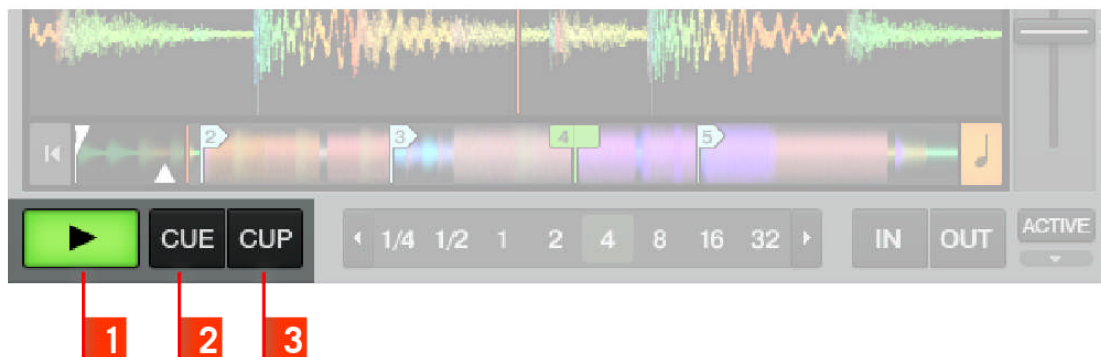 2 3 4 5
CUE CUP 1/4 1/2 1 2 4 8 16 32 IN OUT ACTIVE
1 2 3